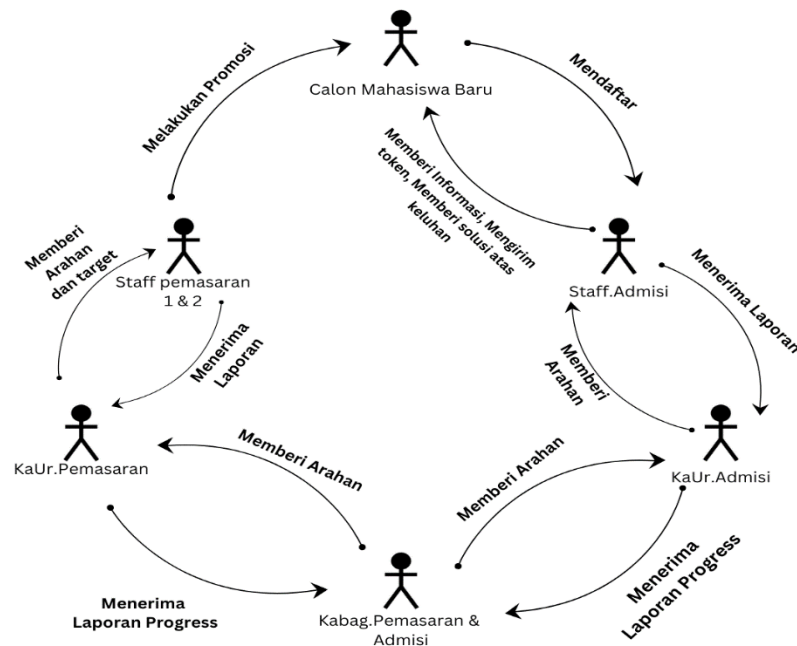 Melakukan Promosi
Calon Mahasiswa Baru
Mendaftar
Memberi Informasi, Mengirim
token, Memberi solusi atas
keluhan
Memberi
Arahan
dan target
Staff pemasaran
1 & 2
Staff.Admisi
Menerima
Laporan
Menerima Laporan
Memberi
Arahan
KaUr.Pemasaran
Memberi Arahan
Memberi Arahan
KaUr.Admisi
Menerima
Laporan Progress
Kabag.Pemasaran &
Admisi
Menerima
Laporan Progress